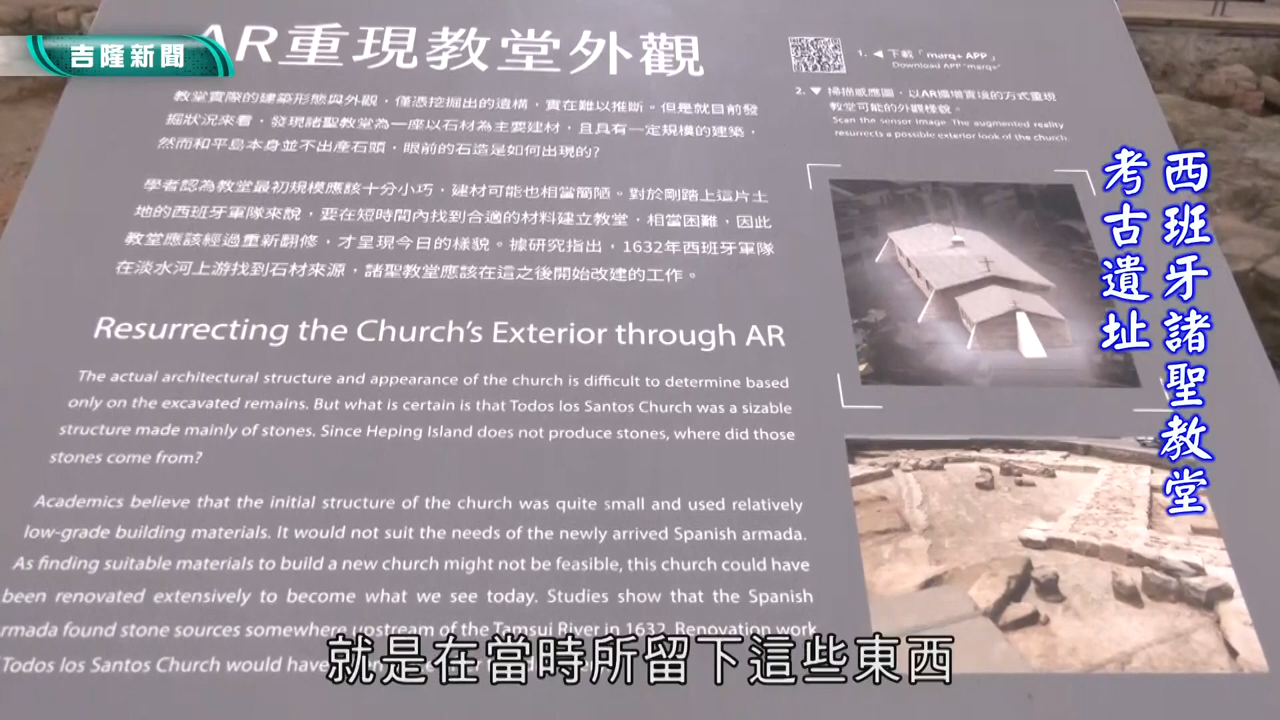 吉隆新聞
AR重現教堂外觀
教堂實際的建築形態與外觀，僅憑挖掘出的遺構，實在難以推斷。但是就目前發
掘狀況來看，發現諸聖教堂為一座以石材為主要建材，且具有一定規模的建築，
然而和平島本身並不出產石頭，眼前的石造是如何出現的？
學者認為教堂最初規模應該十分小巧，建材可能也相當簡陋。對於剛踏上這片土
地的西班牙軍隊來說，要在短時間內找到合適的材料建立教堂，相當困難，因此
教堂應該經過重新翻修，才呈現今日的樣貌。據研究指出，1632年西班牙軍隊
在淡水河上游找到石材來源，諸聖教堂應該在這之後開始改建的工作。
Resurrecting the Church's Exterior through AR
The actual architectural structure and appearance of the church is difficult to determine based
only on the excavated remains. But what is certain is that Todos los Santos Church was a sizable
structure made mainly of stones. Since Heping Island does not produce stones, where did those
stones come from?
Academics believe that the initial structure of the church was quite small and used relatively
low-grade building materials. It would not suit the needs of the newly arrived Spanish armada.
As finding suitable materials to build a new church might not be feasible, this church could have
been renovated extensively to become what we see today. Studies show that the Spanish
rmada found stone sources somewhere upstream of the Tamsui River in 1632. Renovation work
Todos los Santos Church would have
1. ◀ 下載「marq+ APP」
Download APP "marq+"
2. ▼ 掃描感應圖，以AR擴增實境的方式重現
教堂可能的外觀樣貌。
Scan the sensor image. The augmented reality
resurrects a possible exterior look of the church.
西班牙諸聖教堂
考古遺址
就是在當時所留下這些東西